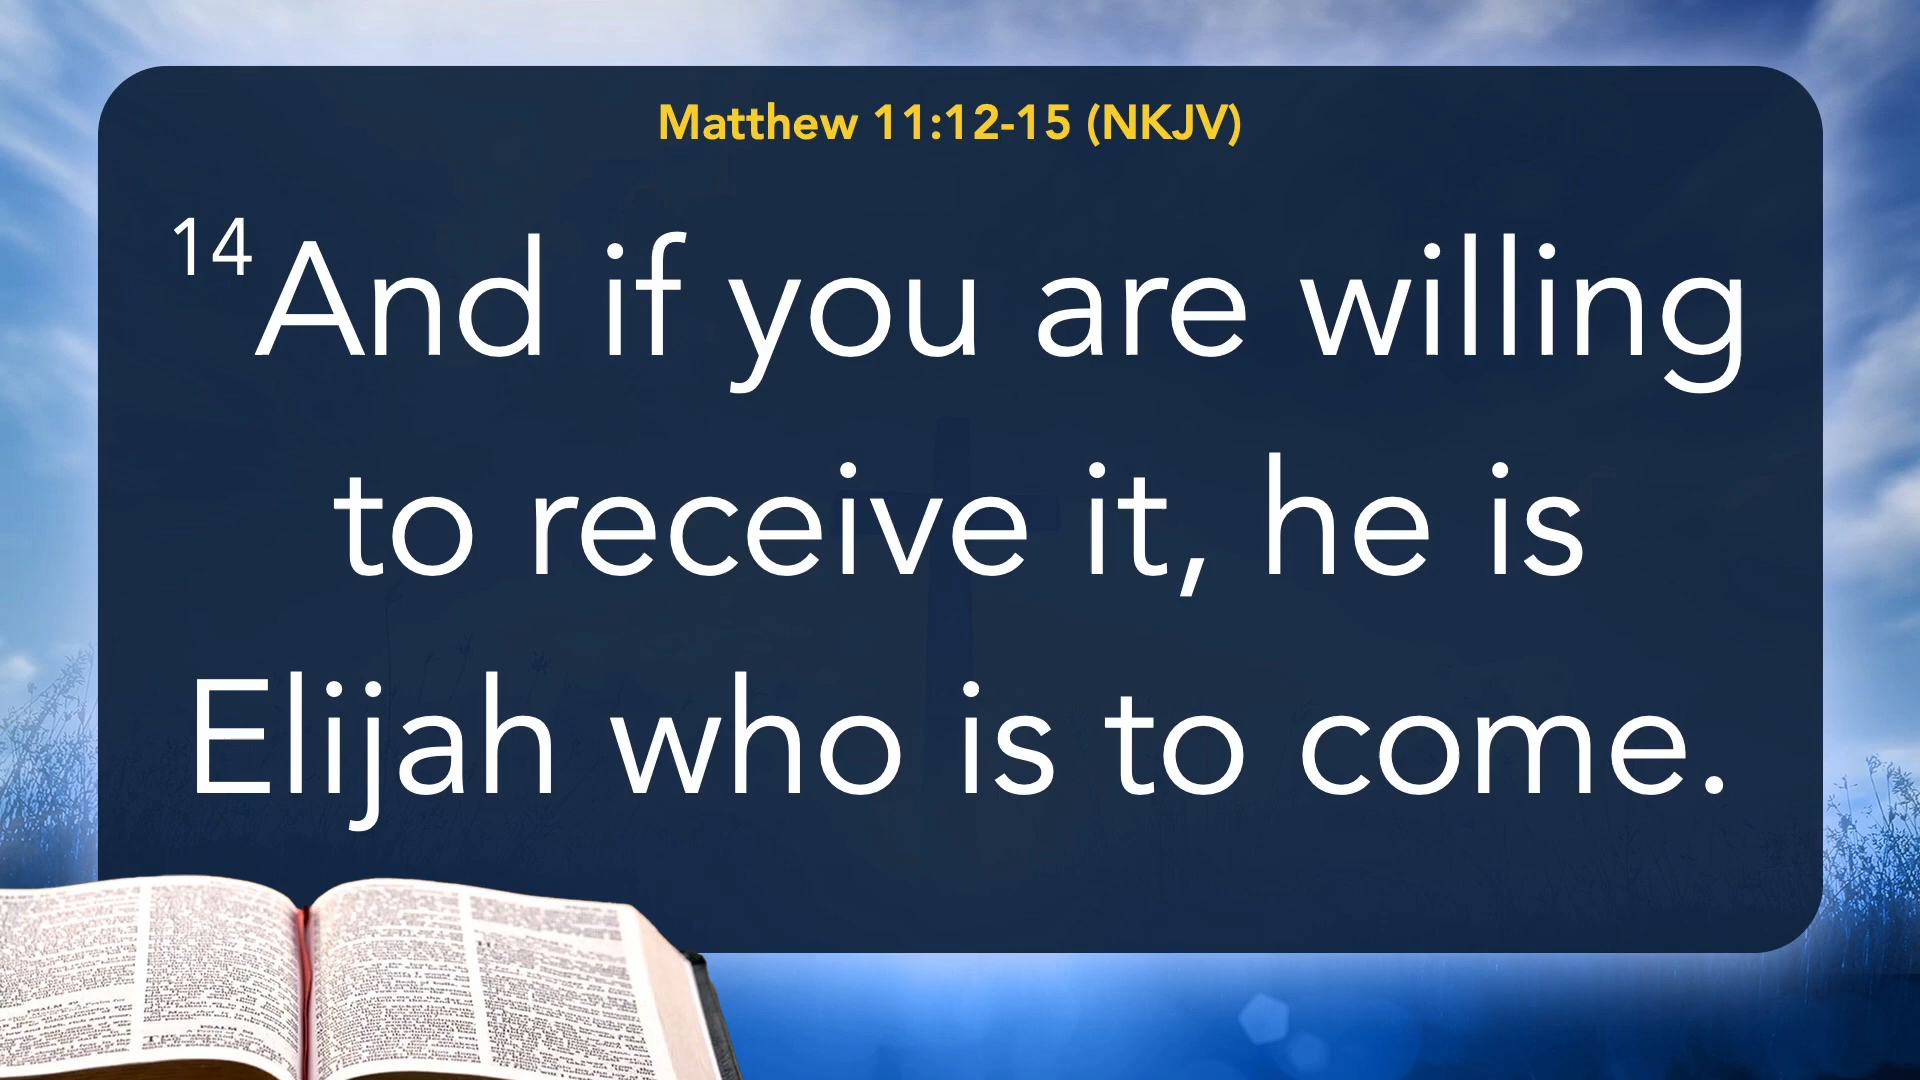 Matthew 11:12-15 (NKJV)
14 And if you are willing
to receive it, he is
Elijah who is to come.